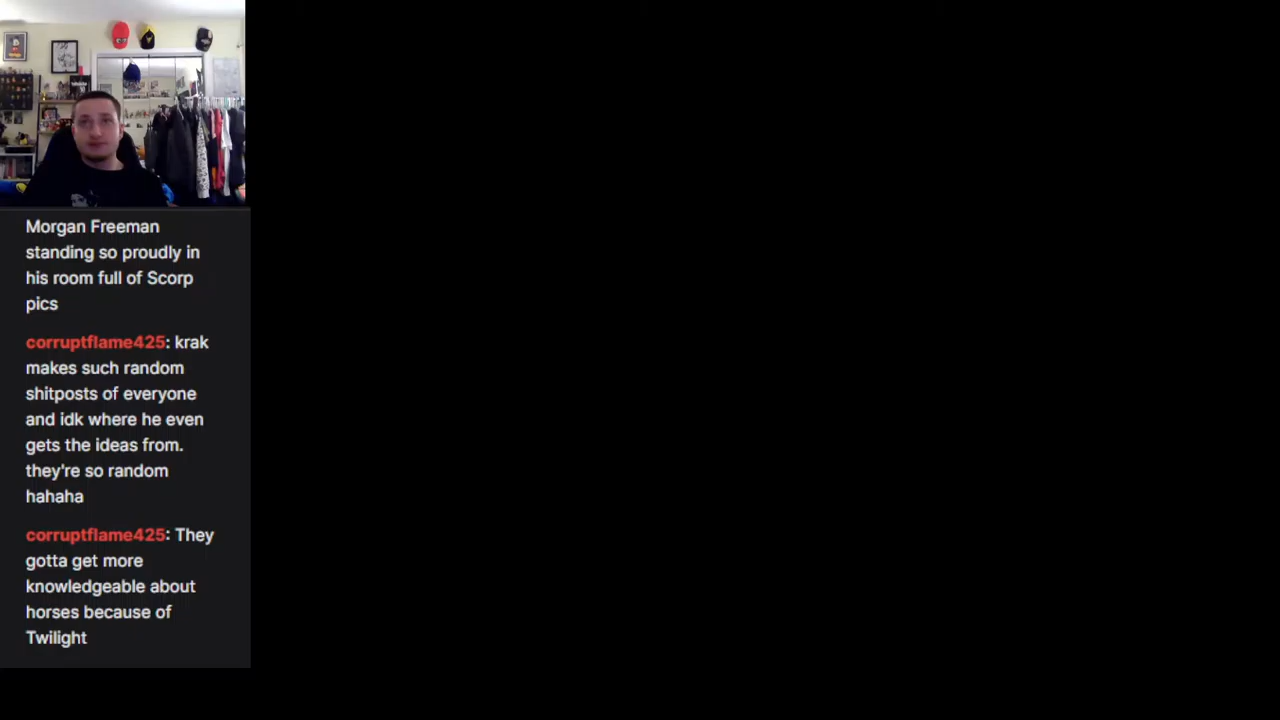 Morgan Freeman
standing so proudly in
his room full of Scorp
pics
corruptflame425: krak
makes such random
shitposts of everyone
and idk where he even
gets the ideas from.
they're so random
hahaha
corruptflame425: They
gotta get more
knowledgeable about
horses because of
Twilight